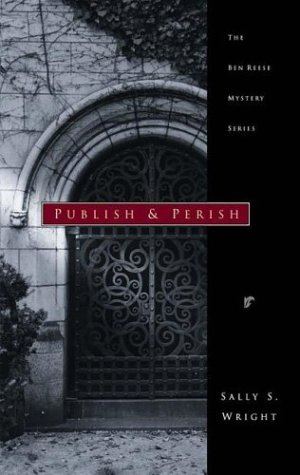 The
Ben Reese
Mystery
Series
Publish & Perish
Sally S.
Wright